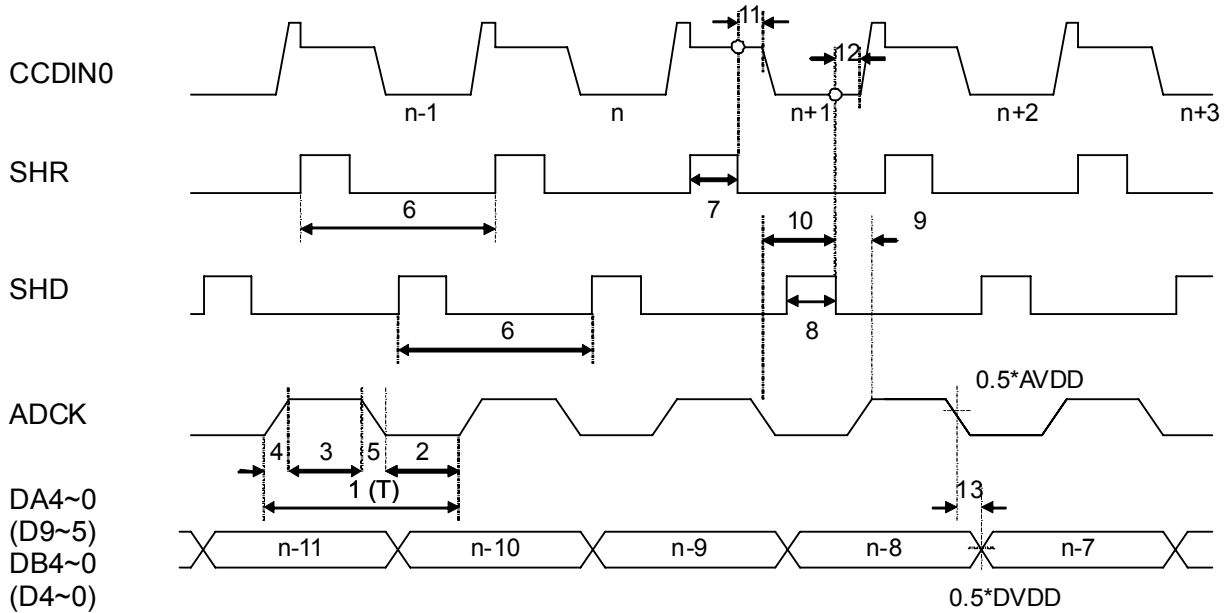 11
CCDIN0
12
n-1
n
n+1
n+2
n+3
SHR
6
7
10
9
SHD
6
8
0.5*AVDD
ADCK
4
3
5
2
1 (T)
13
DA4~0
(D9~5)
DB4~0
(D4~0)
n-11
n-10
n-9
n-8
n-7
0.5*DVDD